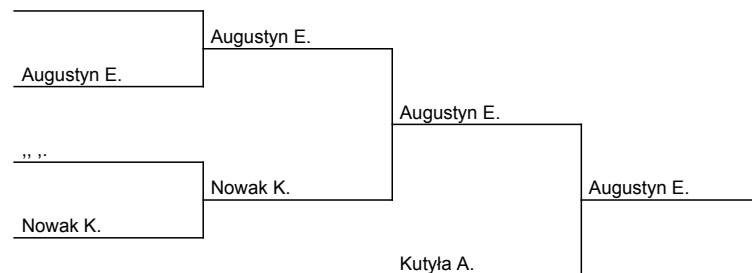 Augustyn E.
Augustyn E.
Augustyn E.
,, ,.
Nowak K.
Augustyn E.
Nowak K.
Kutyła A.